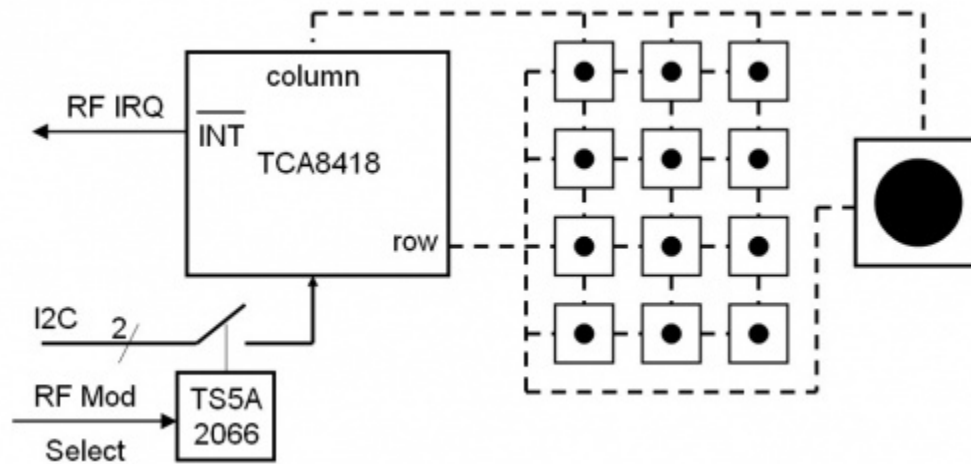 column
RF IRQ
INT
TCA8418
row
I2C
2
RF Mod
Select
TS5A
2066